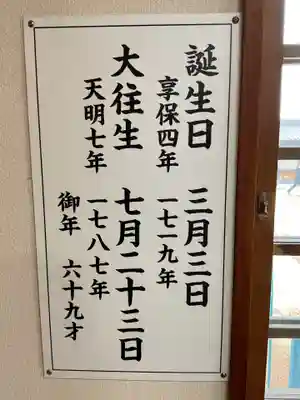 誕生日 三月三日
享保四年 一七一九年
大往生 七月二十三日
天明七年 一七八七年
御年 六十九才